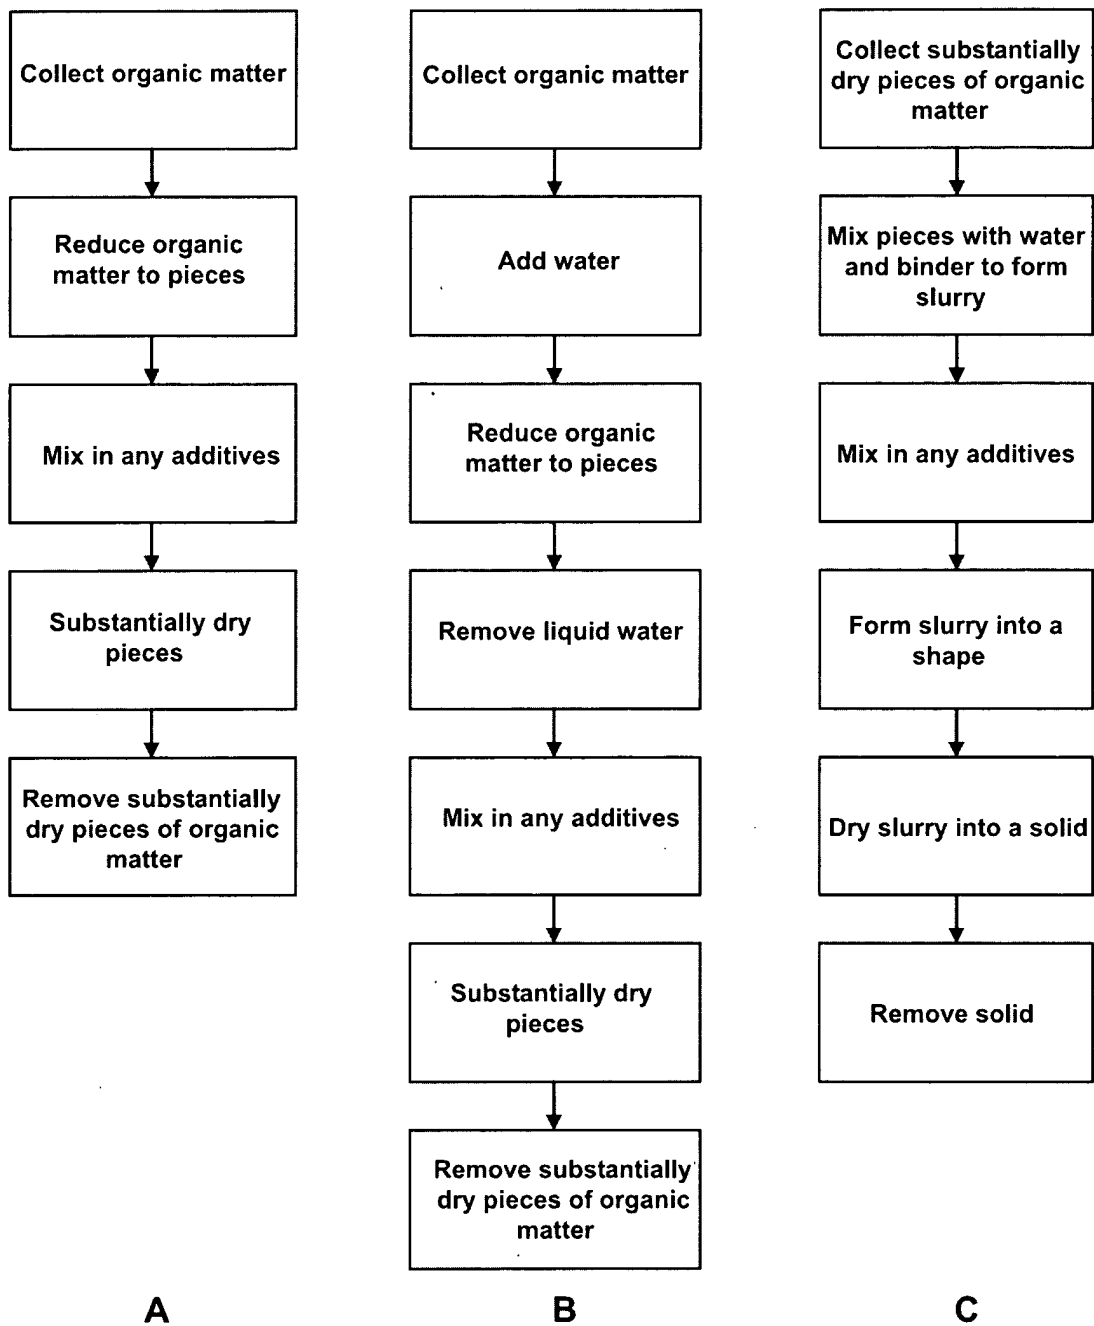 Collect organic matter
Reduce organic
matter to pieces
Mix in any additives
Substantially dry
pieces
Remove substantially
dry pieces of organic
matter
A
Collect organic matter
Add water
Reduce organic
matter to pieces
Remove liquid water
Mix in any additives
Substantially dry
pieces
Remove substantially
dry pieces of organic
matter
B
Collect substantially
dry pieces of organic
matter
Mix pieces with water
and binder to form
slurry
Mix in any additives
Form slurry into a
shape
Dry slurry into a solid
Remove solid
C